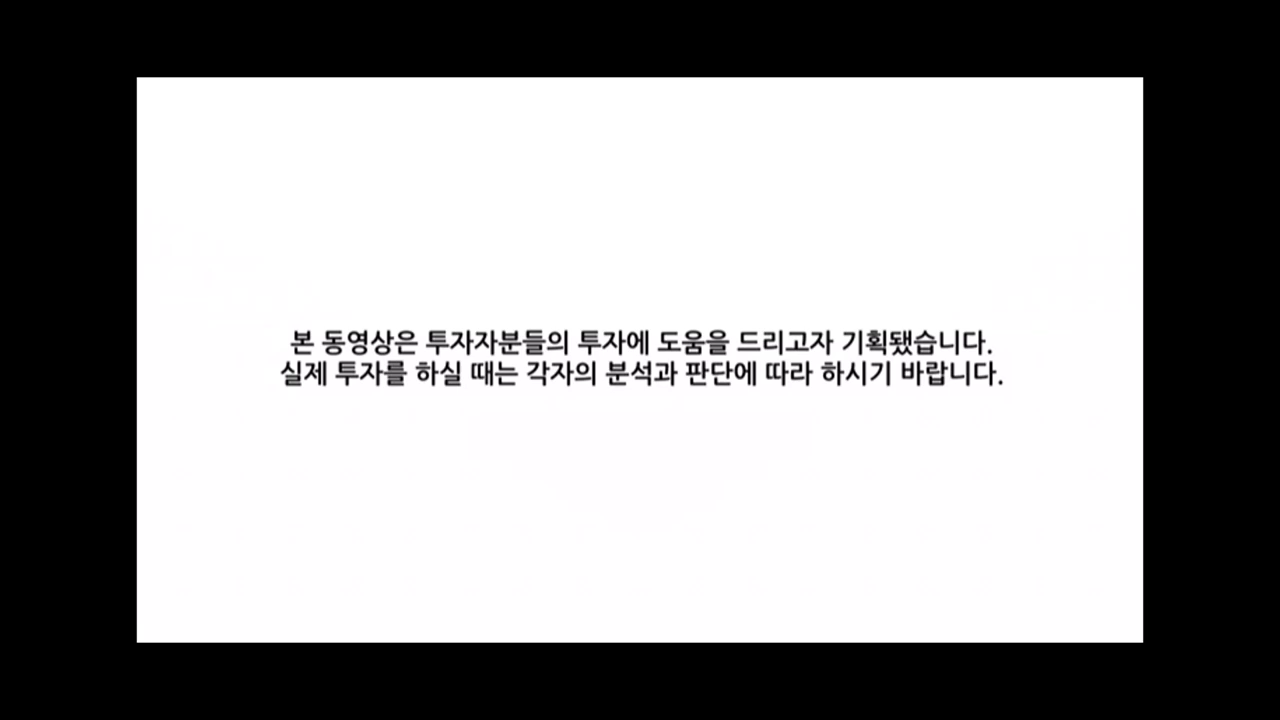 본 동영상은 투자자분들의 투자에 도움을 드리고자 기획됐습니다.
실제 투자를 하실 때는 각자의 분석과 판단에 따라 하시기 바랍니다.